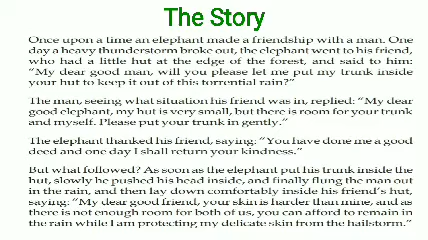 The Story
Once upon a time an elephant made a friendship with a man. One
day a heavy thunderstorm broke out, the elephant went to his friend,
who had a little hut at the edge of the forest, and said to him:
“My dear good man, will you please let me put my trunk inside
your hut to keep it out of this torrential rain?”
The man, seeing what situation his friend was in, replied: “My dear
good elephant, my hut is very small, but there is room for your trunk
and myself. Please put your trunk in gently.”
The elephant thanked his friend, saying: “You have done me a good
deed and one day I shall return your kindness.”
But what followed? As soon as the elephant put his trunk inside the
hut, slowly he pushed his head inside, and finally flung the man out
in the rain, and then lay down comfortably inside his friend’s hut,
saying: “My dear good friend, your skin is harder than mine, and as
there is not enough room for both of us, you can afford to remain in
the rain while I am protecting my delicate skin from the hailstorm.”